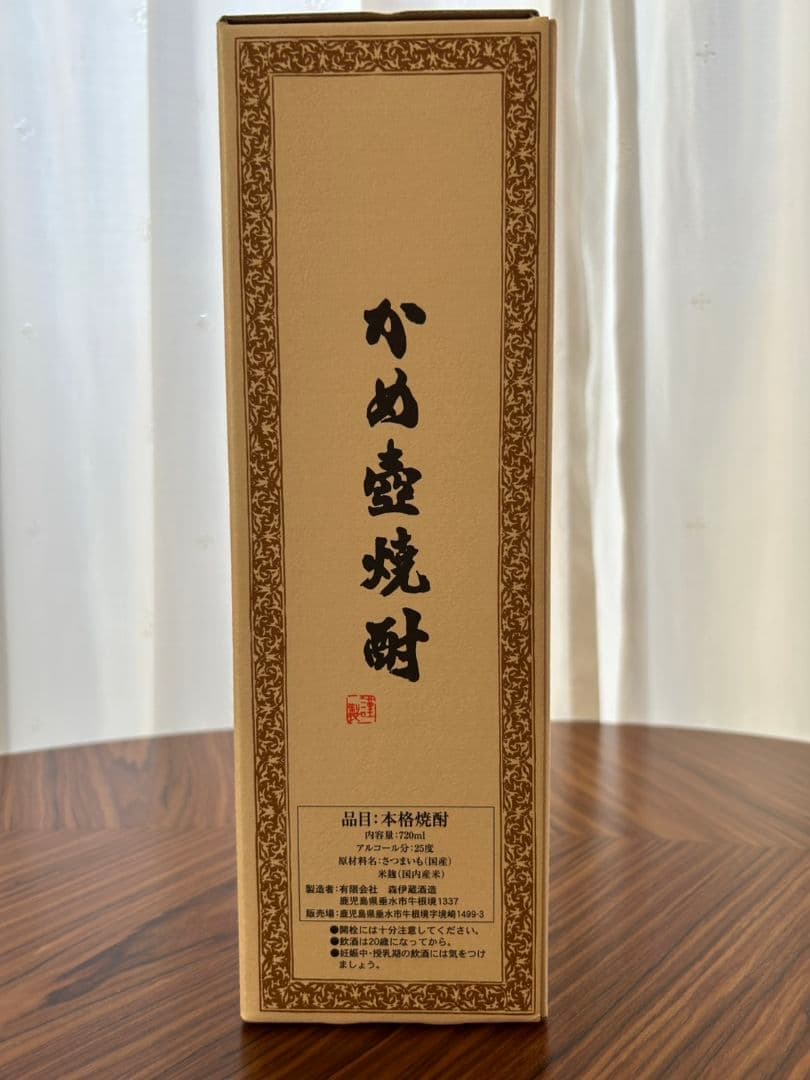 かめ壺焼酎
謹製
品目：本格焼酎
内容量：720ml
アルコール分：25度
原材料名：さつまいも（国産）
米麹（国内産米）
製造者：有限会社　森伊蔵酒造
鹿児島県垂水市牛根境1337
販売場：鹿児島県垂水市牛根境字境崎1499-3
●開栓には十分注意してください。
●飲酒は20歳になってから。
●妊娠中・授乳期の飲酒には気をつけ
ましょう。